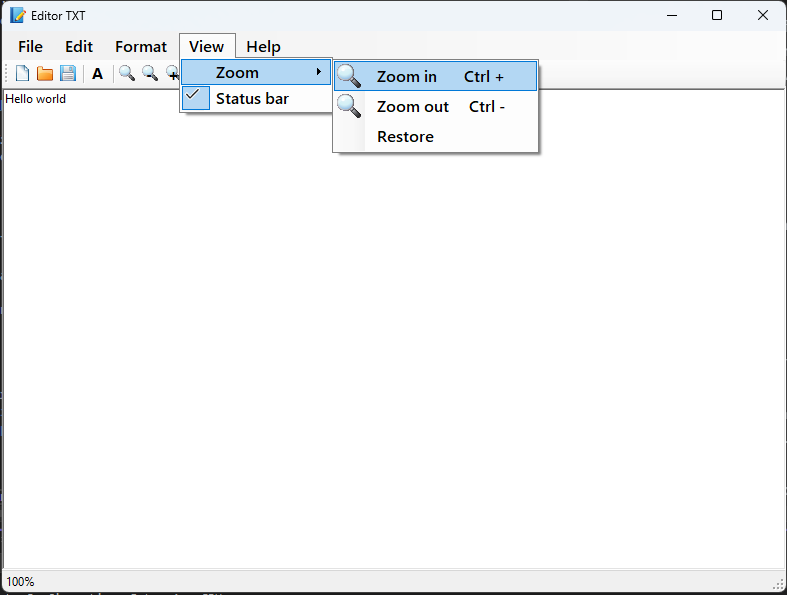 Editor TXT
File Edit Format View Help
A
Zoom
Status bar
Zoom in Ctrl +
Zoom out Ctrl -
Restore
Hello world
100%